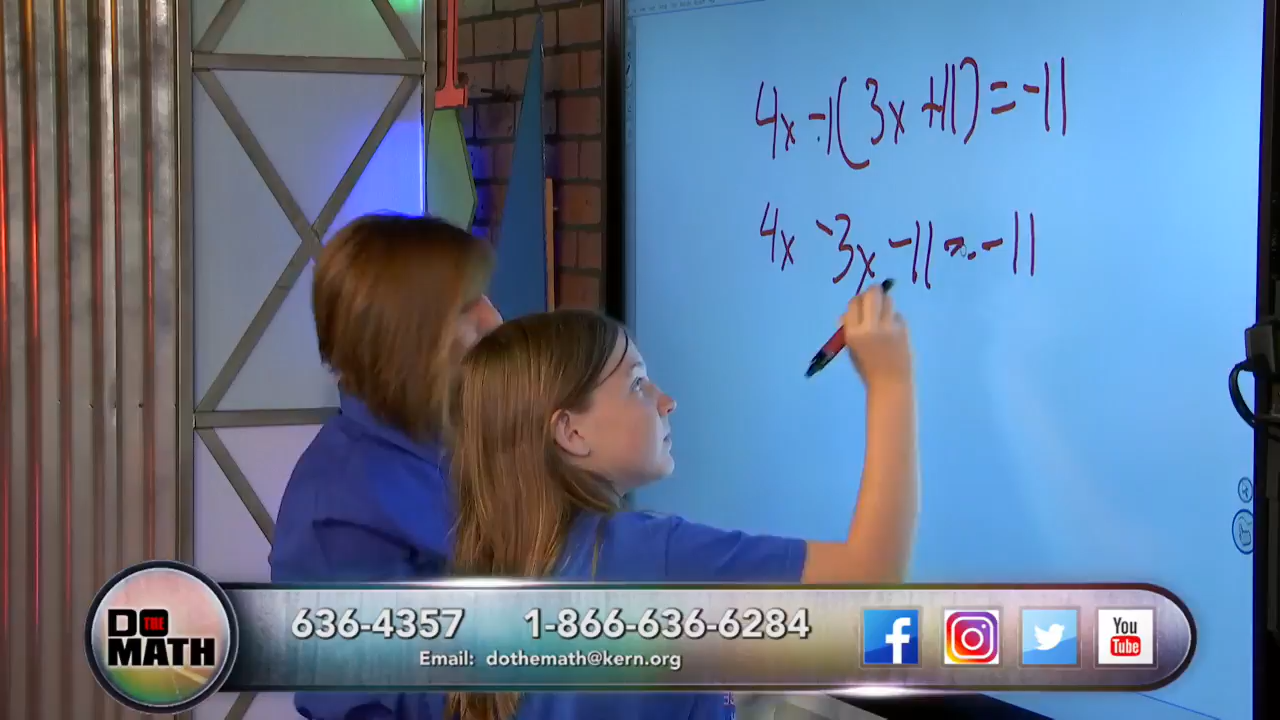 4x -1(3x +11) = -11
4x -3x -11 = -11
DO THE MATH
636-4357 1-866-636-6284
Email: dothemath@kern.org
f
You Tube